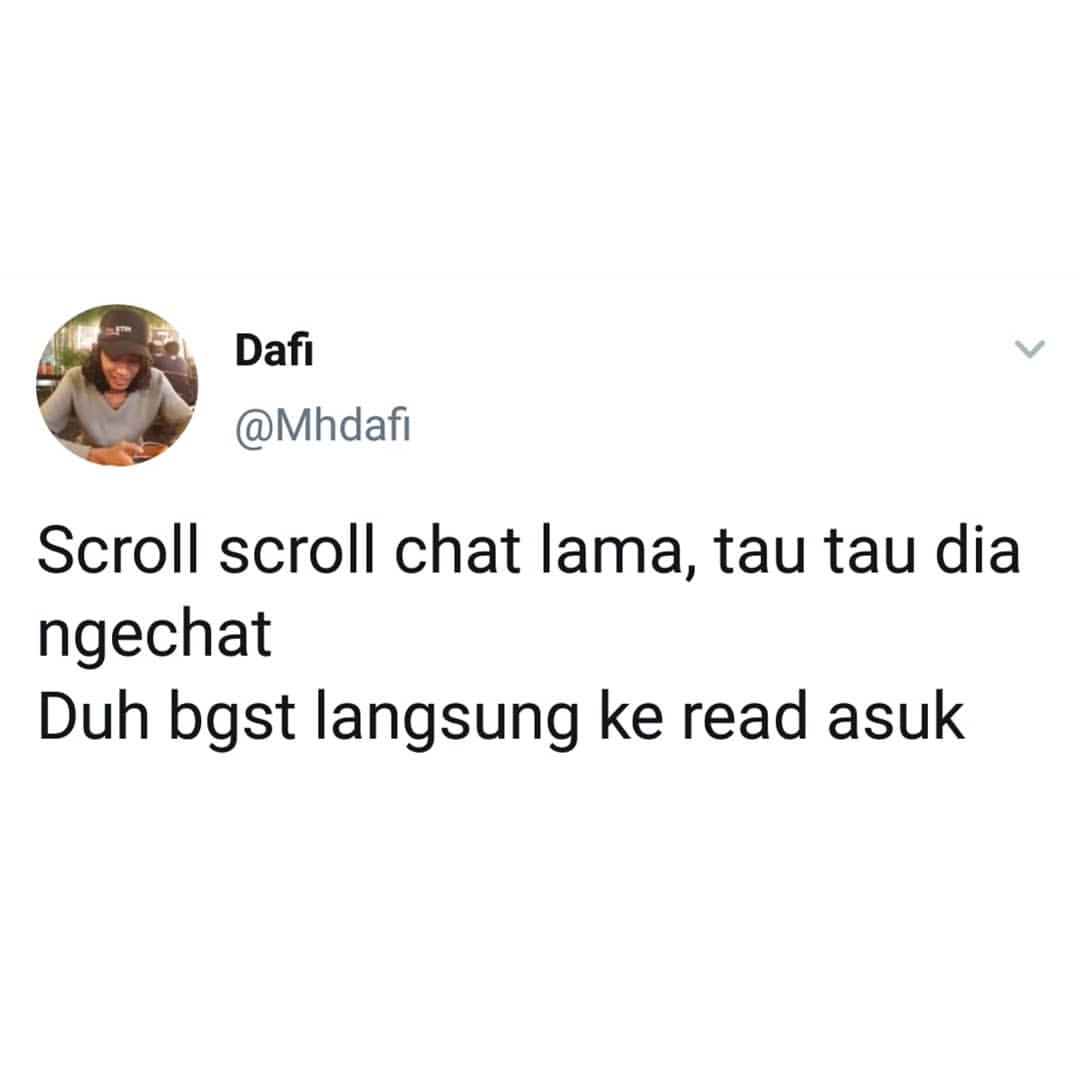 Dafi
@Mhdafi
Scroll scroll chat lama, tau tau dia
ngechat
Duh bgst langsung ke read asuk